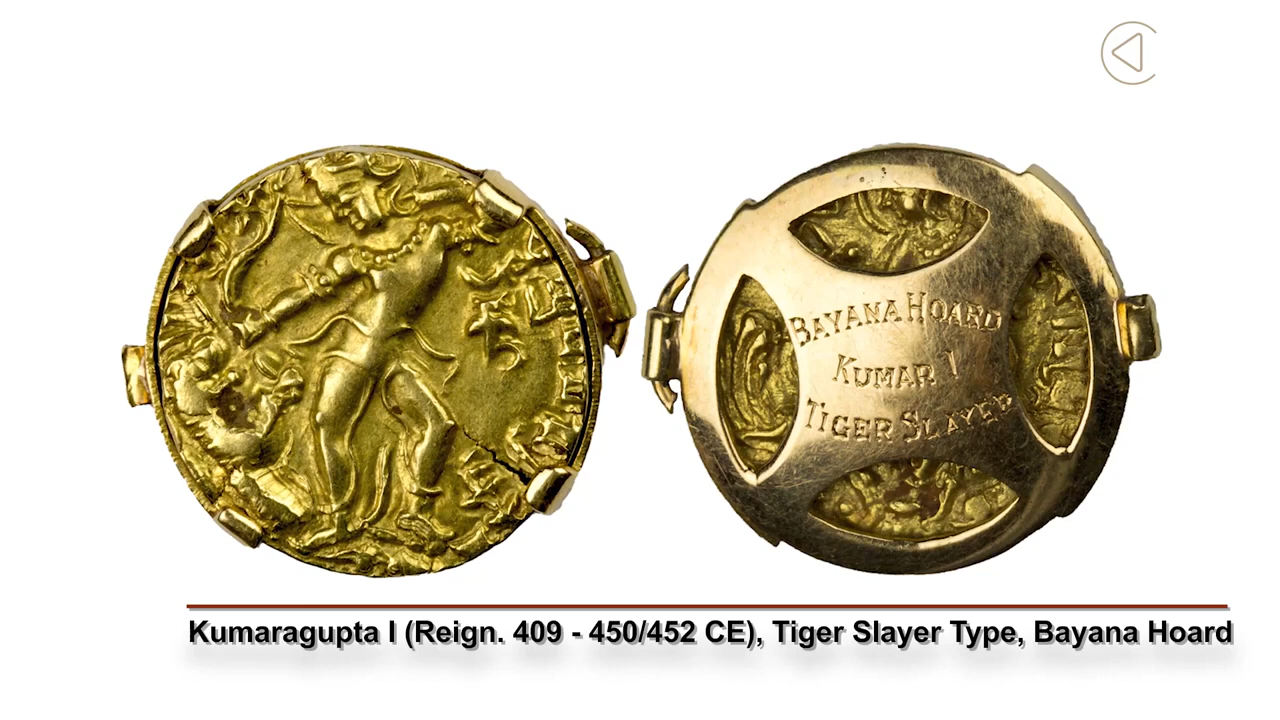 BAYANA HOARD
KUMAR I
TIGER SLAYER
Kumaragupta I (Reign. 409 - 450/452 CE), Tiger Slayer Type, Bayana Hoard